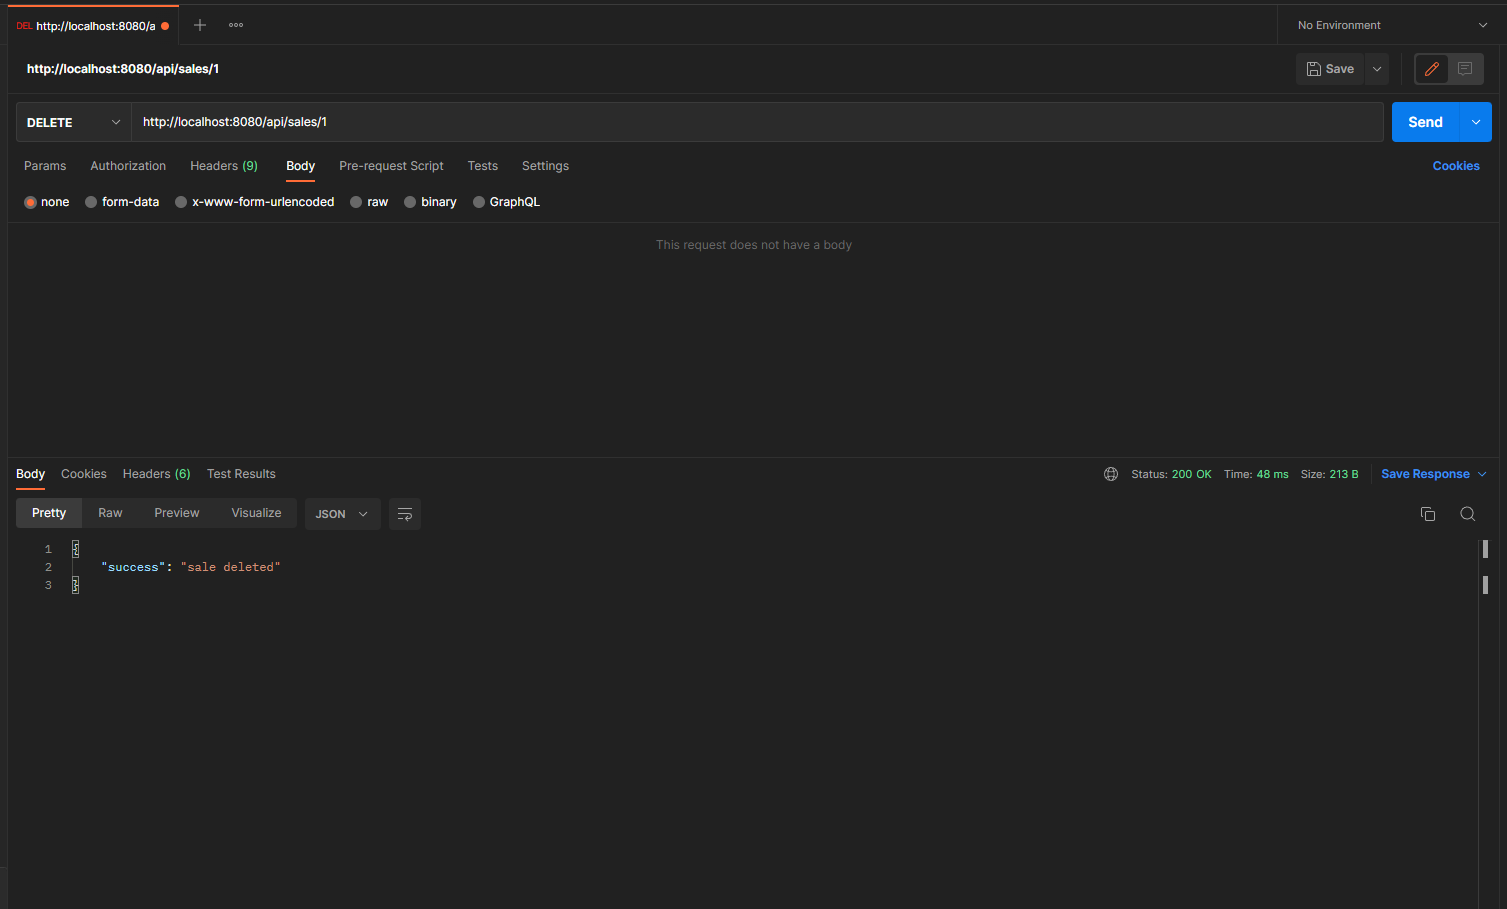 DEL http://localhost:8080/a
No Environment
http://localhost:8080/api/sales/1
Save
DELETE http://localhost:8080/api/sales/1 Send
Params Authorization Headers (9) Body Pre-request Script Tests Settings Cookies
none form-data x-www-form-urlencoded raw binary GraphQL
This request does not have a body
Body Cookies Headers (6) Test Results Status: 200 OK Time: 48 ms Size: 213 B Save Response
Pretty Raw Preview Visualize JSON
1 {
2 "success": "sale deleted"
3 }